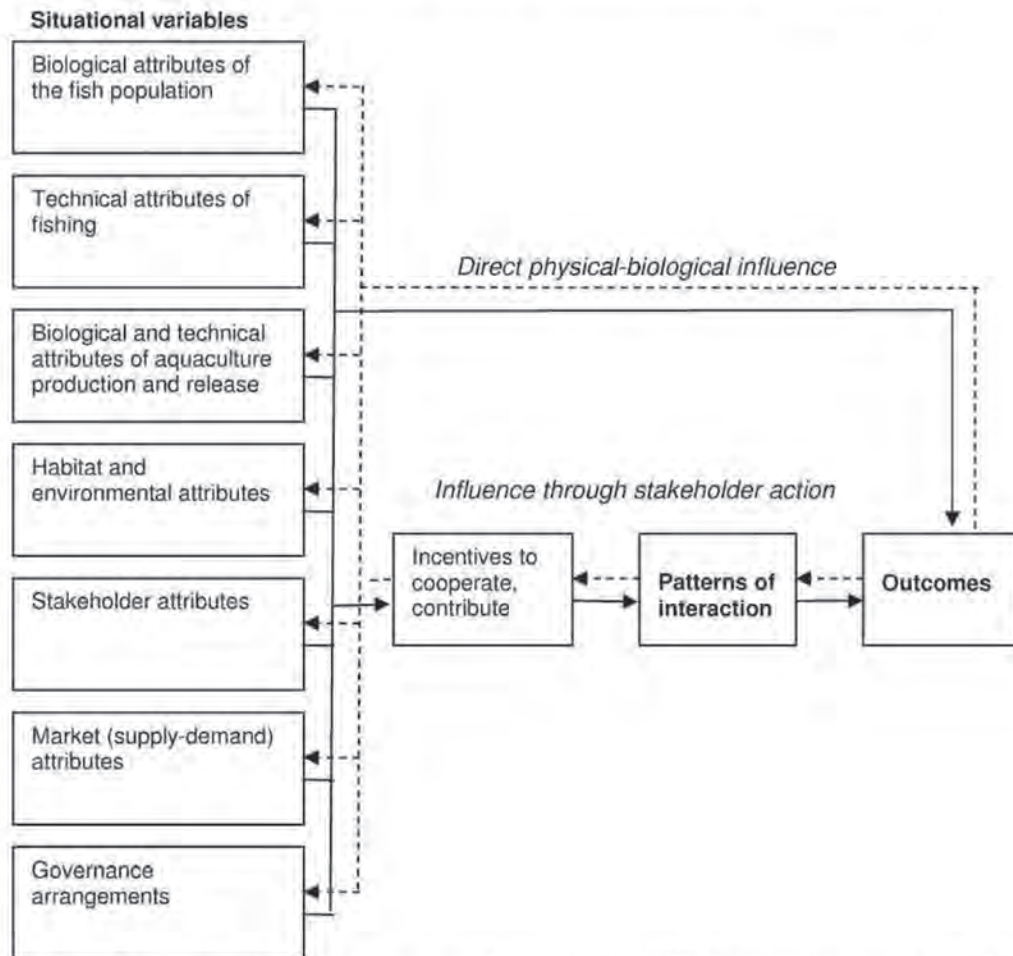 Situational variables
Biological attributes of
the fish population
Technical attributes of
fishing
Biological and technical
attributes of aquaculture
production and release
Habitat and
environmental attributes
Stakeholder attributes
Market (supply-demand)
attributes
Governance
arrangements
Direct physical-biological influence
Influence through stakeholder action
Incentives to
cooperate,
contribute
Patterns of
interaction
Outcomes